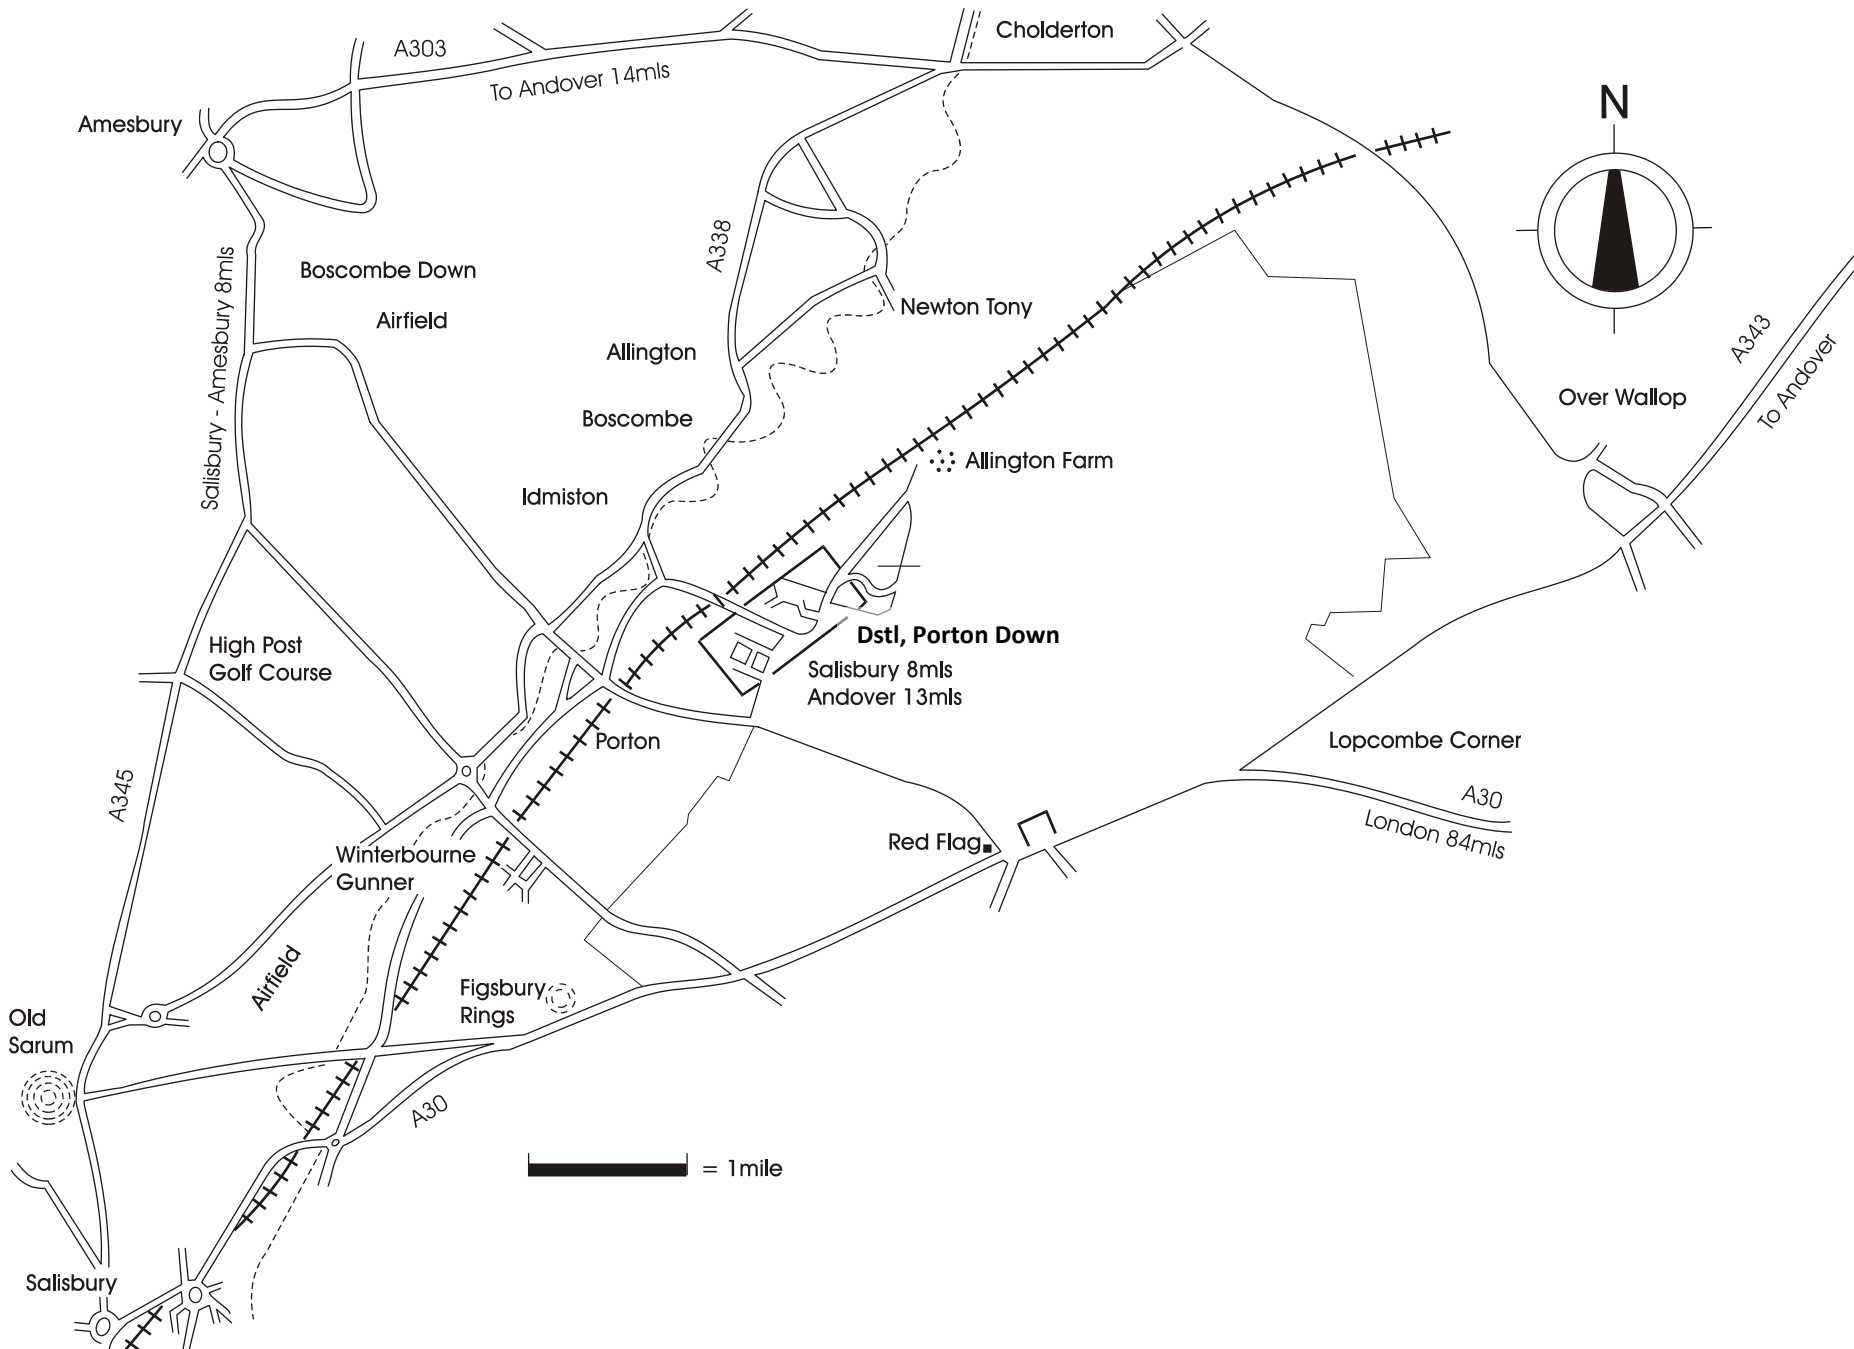 Cholderton
A303
To Andover 14mls
N
Amesbury
A338
Salisbury - Amesbury 8mls
Boscombe Down
Airfield
Newton Tony
Allington
A343
To Andover
Over Wallop
Boscombe
Allington Farm
Idmiston
High Post
Golf Course
Dstl, Porton Down
Salisbury 8mls
Andover 13mls
Porton
Lopcombe Corner
A345
A30
London 84mls
Red Flag
Winterbourne
Gunner
Airfield
Figsbury
Rings
Old
Sarum
A30
= 1mile
Salisbury